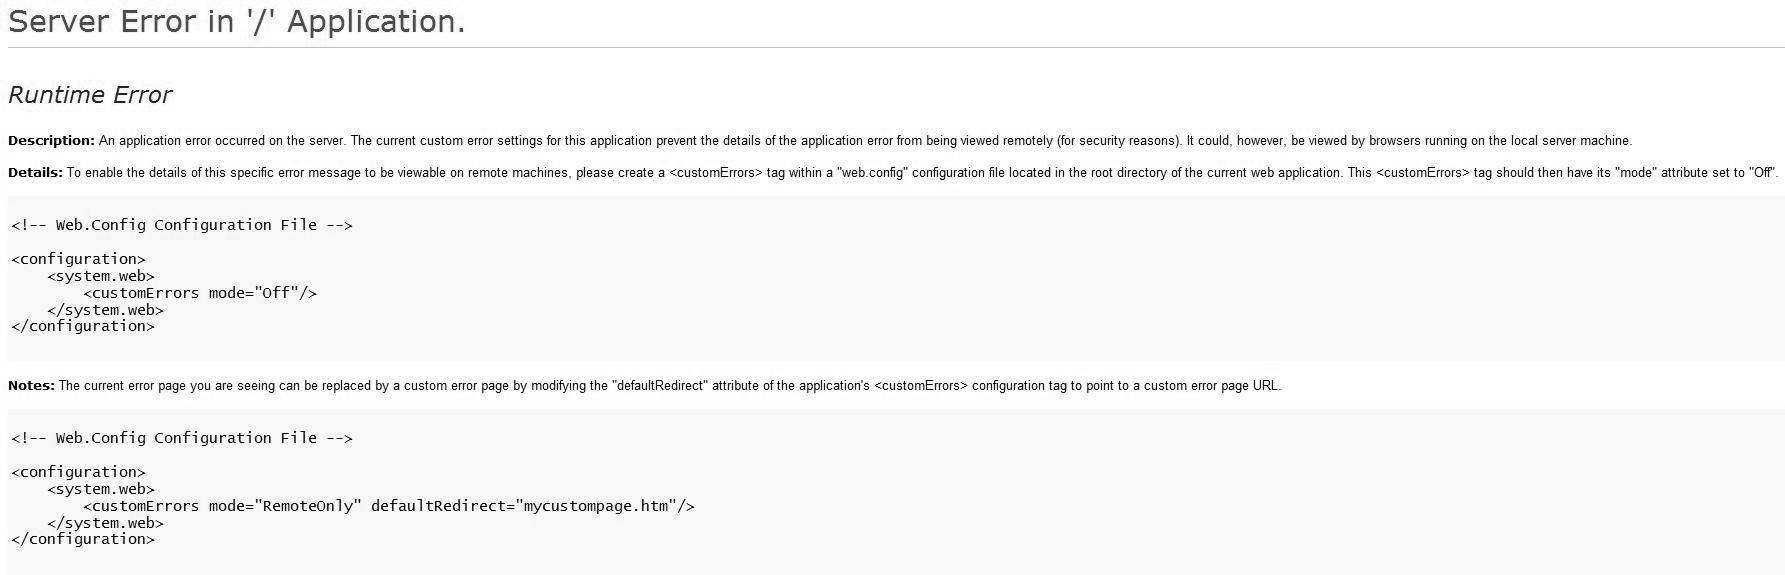 Server Error in '/' Application.
Runtime Error
Description: An application error occurred on the server. The current custom error settings for this application prevent the details of the application error from being viewed remotely (for security reasons). It could, however, be viewed by browsers running on the local server machine.
Details: To enable the details of this specific error message to be viewable on remote machines, please create a <customErrors> tag within a "web.config" configuration file located in the root directory of the current web application. This <customErrors> tag should then have its "mode" attribute set to "Off".
<!-- Web.Config Configuration File -->
<configuration>
    <system.web>
        <customErrors mode="Off"/>
    </system.web>
</configuration>
Notes: The current error page you are seeing can be replaced by a custom error page by modifying the "defaultRedirect" attribute of the application's <customErrors> configuration tag to point to a custom error page URL.
<!-- Web.Config Configuration File -->
<configuration>
    <system.web>
        <customErrors mode="RemoteOnly" defaultRedirect="mycustompage.htm"/>
    </system.web>
</configuration>